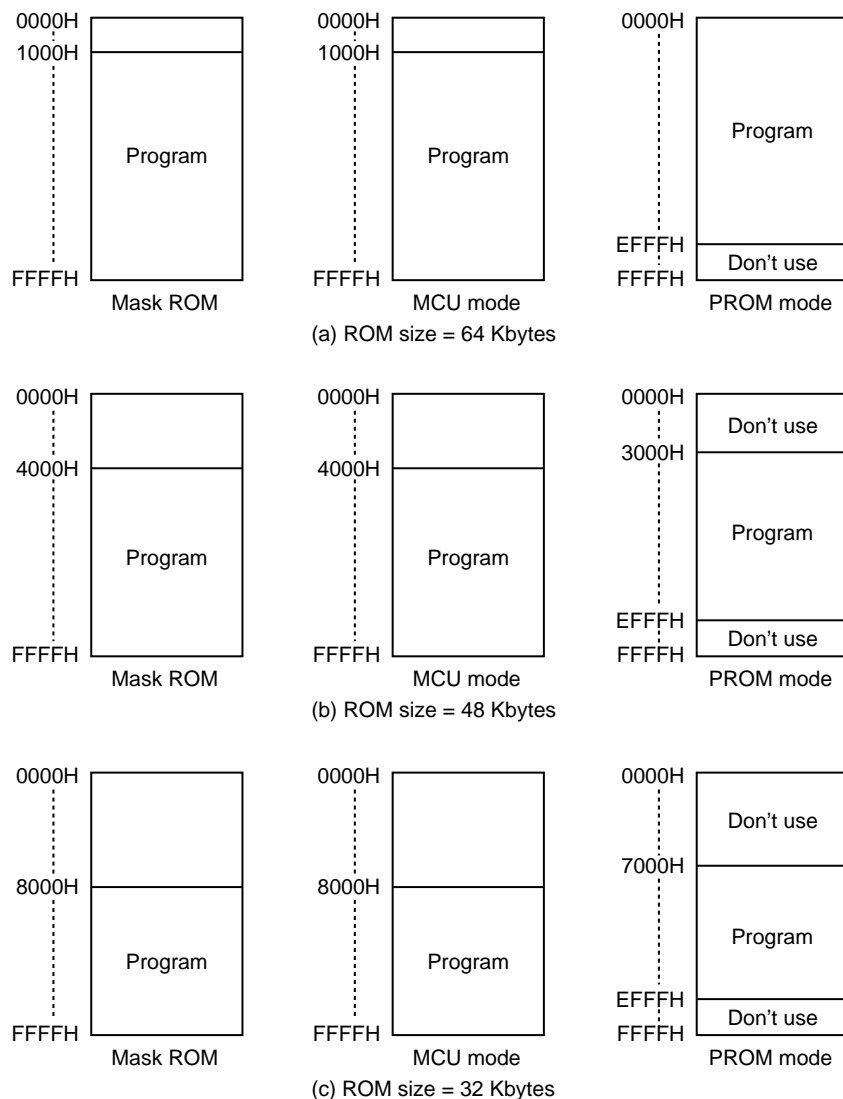 0000H
1000H
Program
FFFFH
Mask ROM
0000H
1000H
Program
FFFFH
MCU mode
0000H
Program
EFFFH
Don't use
FFFFH
PROM mode
(a) ROM size = 64 Kbytes
0000H
4000H
Program
FFFFH
Mask ROM
0000H
4000H
Program
FFFFH
MCU mode
0000H
Don't use
3000H
Program
EFFFH
Don't use
FFFFH
PROM mode
(b) ROM size = 48 Kbytes
0000H
8000H
Program
FFFFH
Mask ROM
0000H
8000H
Program
FFFFH
MCU mode
0000H
Don't use
7000H
Program
EFFFH
Don't use
FFFFH
PROM mode
(c) ROM size = 32 Kbytes